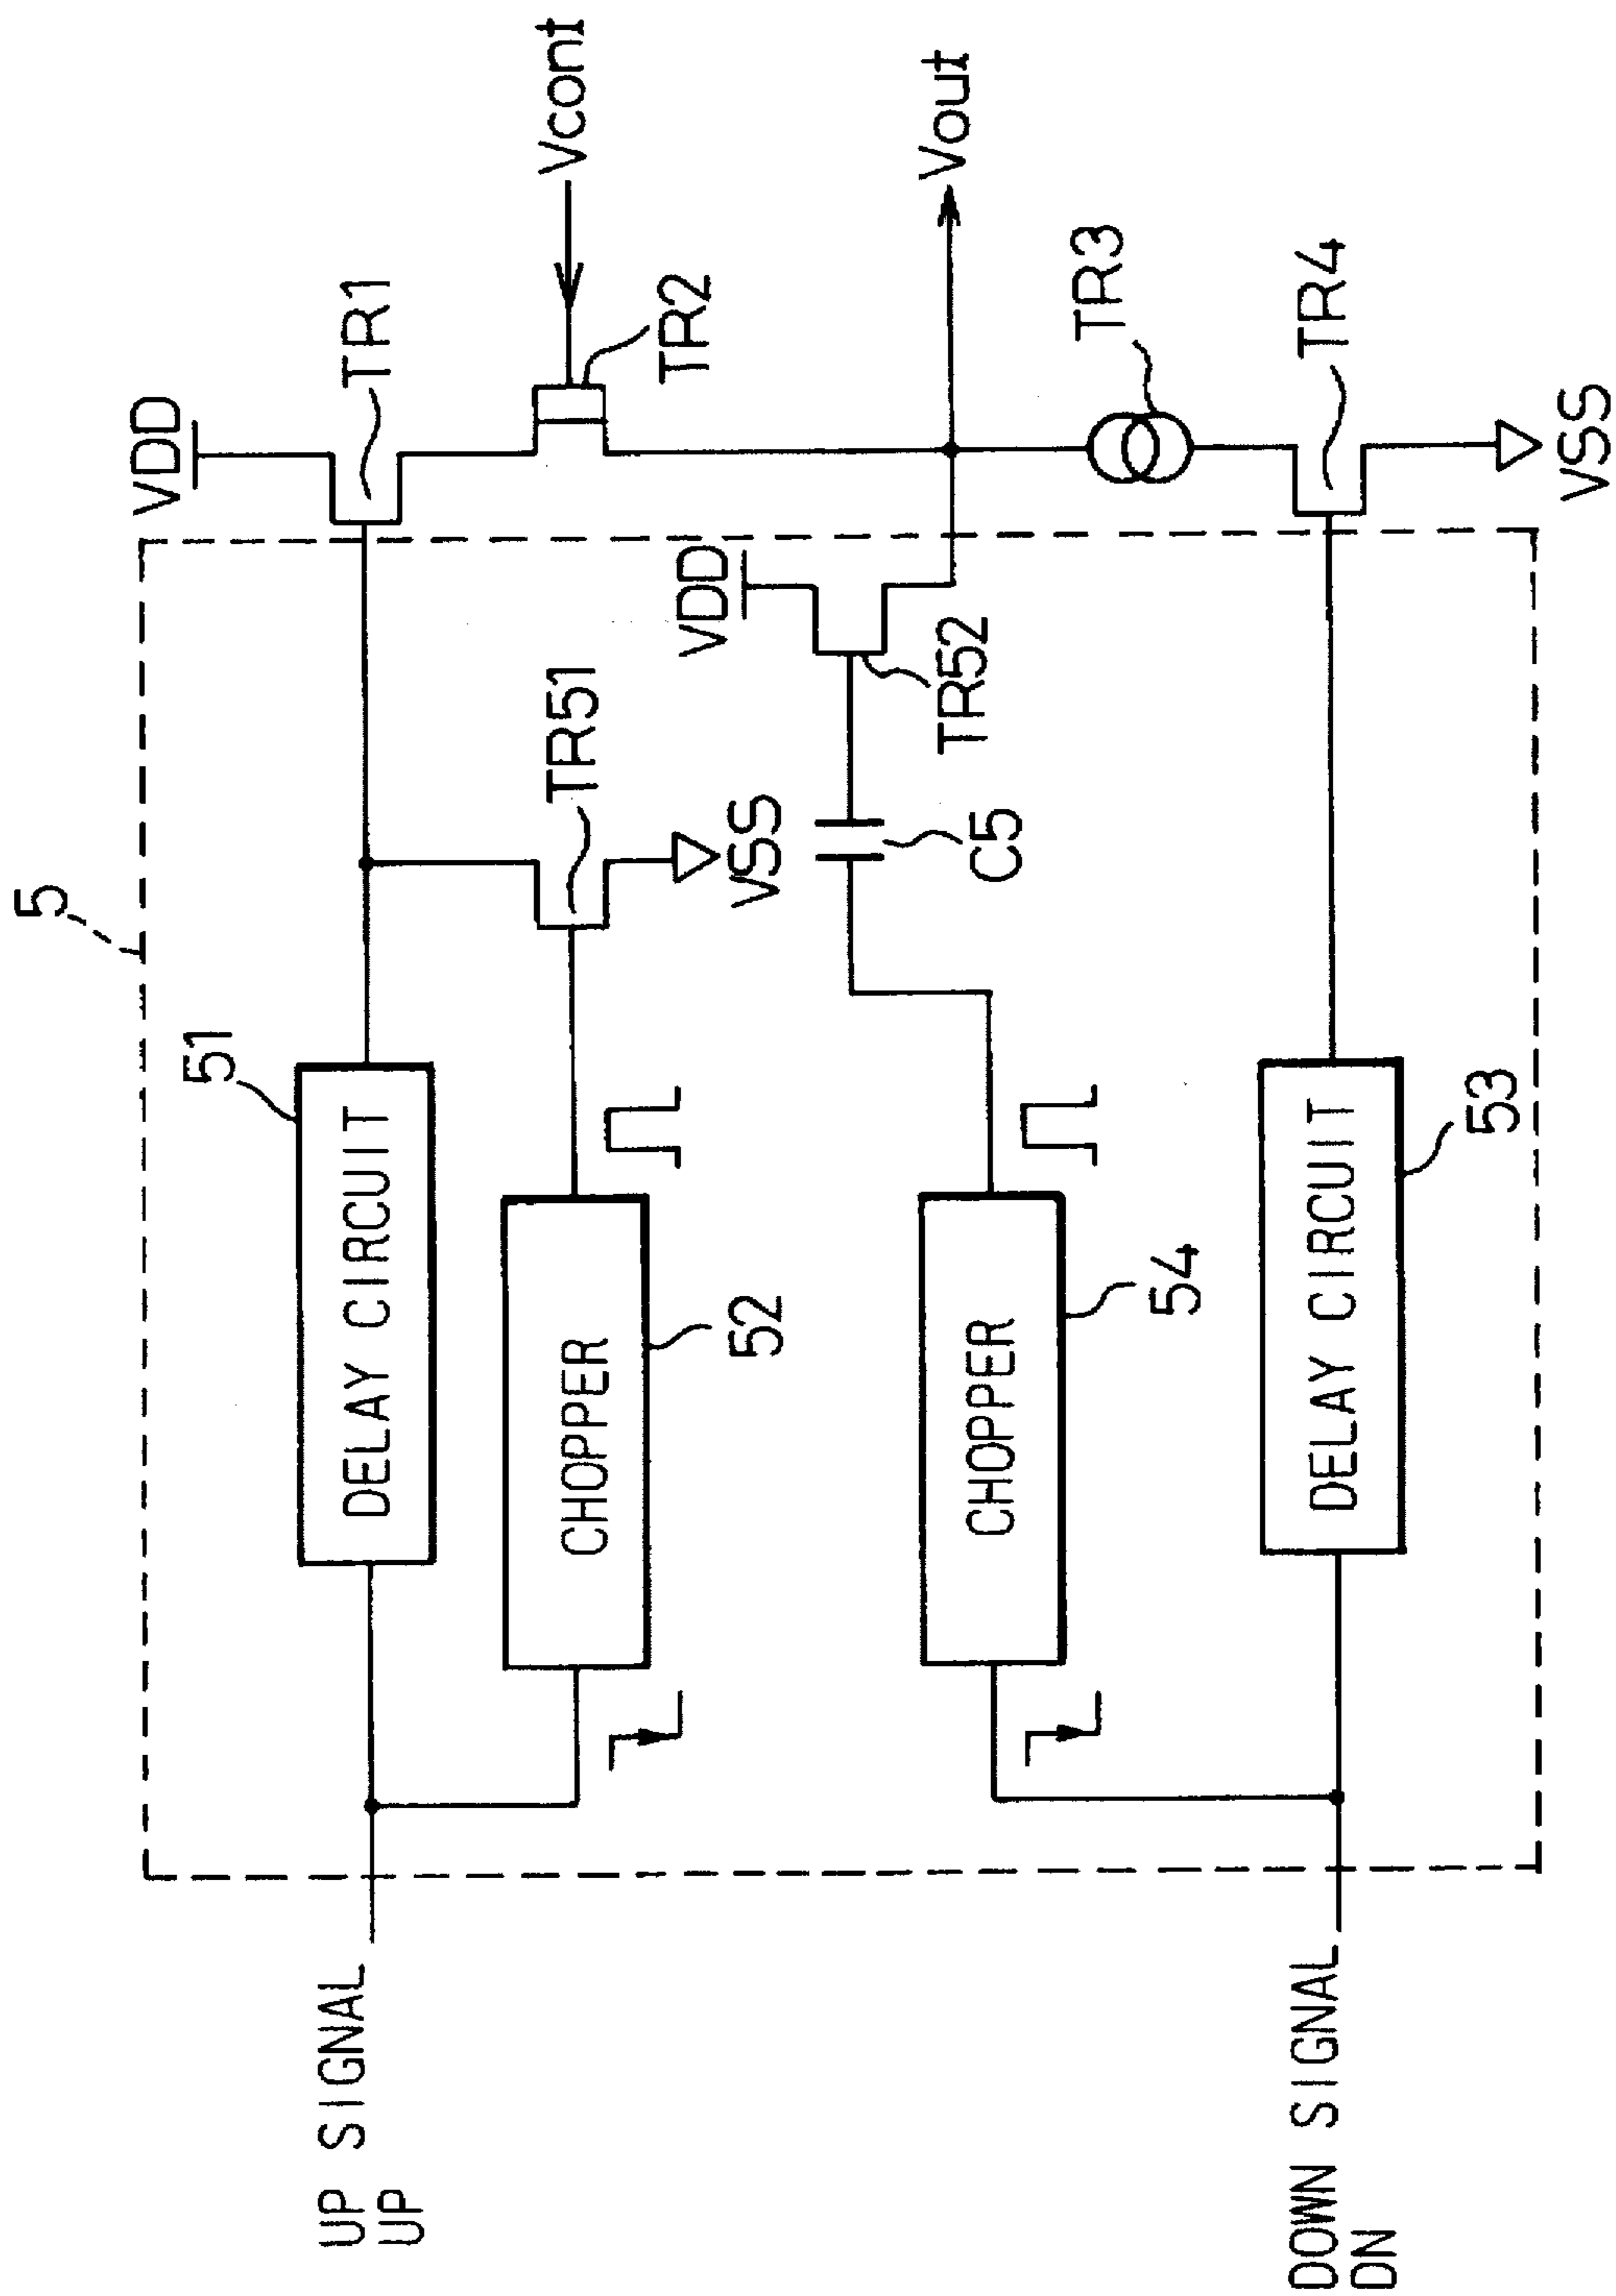 5
VDD
TR1
Vcont
51
DELAY CIRCUIT
UP SIGNAL
UP
TR51
TR2
CHOPPER
52
VSS
VDD
TR52
Vout
C5
CHOPPER
54
TR3
DELAY CIRCUIT
53
TR4
VSS
DOWN SIGNAL
DN